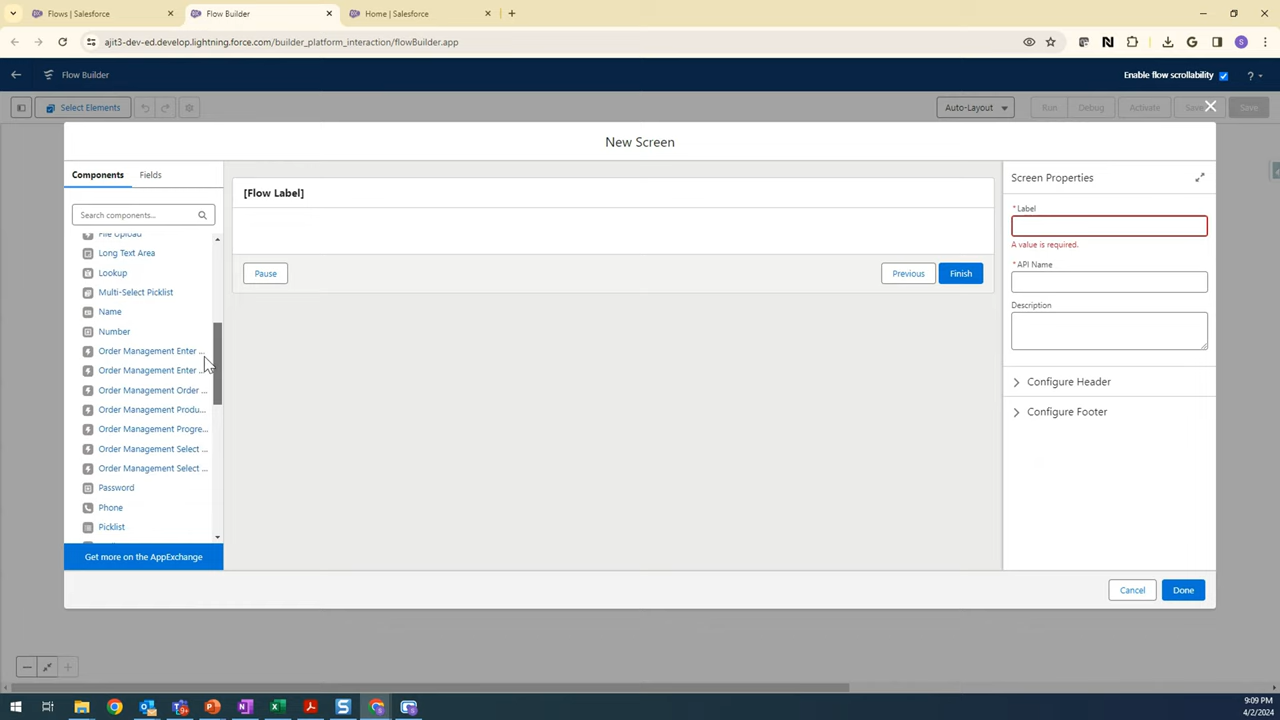 Flows | Salesforce
Flow Builder
Home | Salesforce
ajit3-dev-ed.develop.lightning.force.com/builder_platform_interaction/flowBuilder.app
S
Flow Builder
Enable flow scrollability
?
Select Elements
Auto-Layout
Run
Debug
Activate
Save
New Screen
Components
Fields
Search components...
File Upload
Long Text Area
Lookup
Multi-Select Picklist
Name
Number
Order Management Enter ...
Order Management Enter ...
Order Management Order ...
Order Management Produ...
Order Management Progre...
Order Management Select ...
Order Management Select ...
Password
Phone
Picklist
Get more on the AppExchange
[Flow Label]
Pause
Previous
Finish
Screen Properties
* Label
A value is required.
* API Name
Description
Configure Header
Configure Footer
Cancel
Done
9:09 PM
4/2/2024